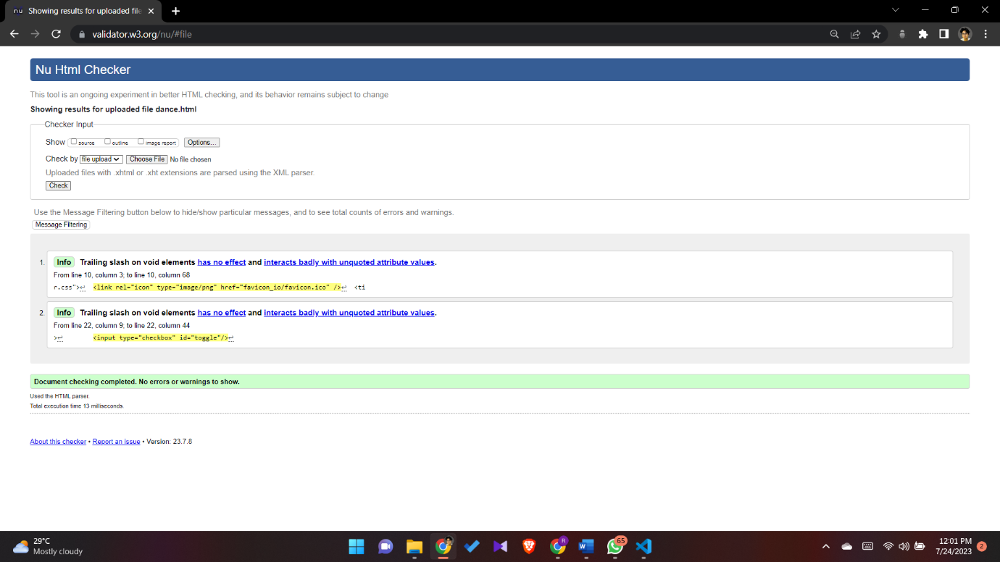 nu Showing results for uploaded file
validator.w3.org/nu/#file
Nu Html Checker
This tool is an ongoing experiment in better HTML checking, and its behavior remains subject to change
Showing results for uploaded file dance.html
Checker Input
Show source outline image report Options...
Check by file upload Choose File No file chosen
Uploaded files with .xhtml or .xht extensions are parsed using the XML parser.
Check
Use the Message Filtering button below to hide/show particular messages, and to see total counts of errors and warnings.
Message Filtering
1. Info Trailing slash on void elements has no effect and interacts badly with unquoted attribute values.
From line 10, column 3; to line 10, column 68
r.css">↩ <link rel="icon" type="image/png" href="favicon_io/favicon.ico" />↩ <ti
2. Info Trailing slash on void elements has no effect and interacts badly with unquoted attribute values.
From line 22, column 9; to line 22, column 44
>↩ <input type="checkbox" id="toggle"/>↩
Document checking completed. No errors or warnings to show.
Used the HTML parser.
Total execution time 13 milliseconds.
About this checker • Report an issue • Version: 23.7.8
29°C
Mostly cloudy
R
W
65
12:01 PM
7/24/2023
2